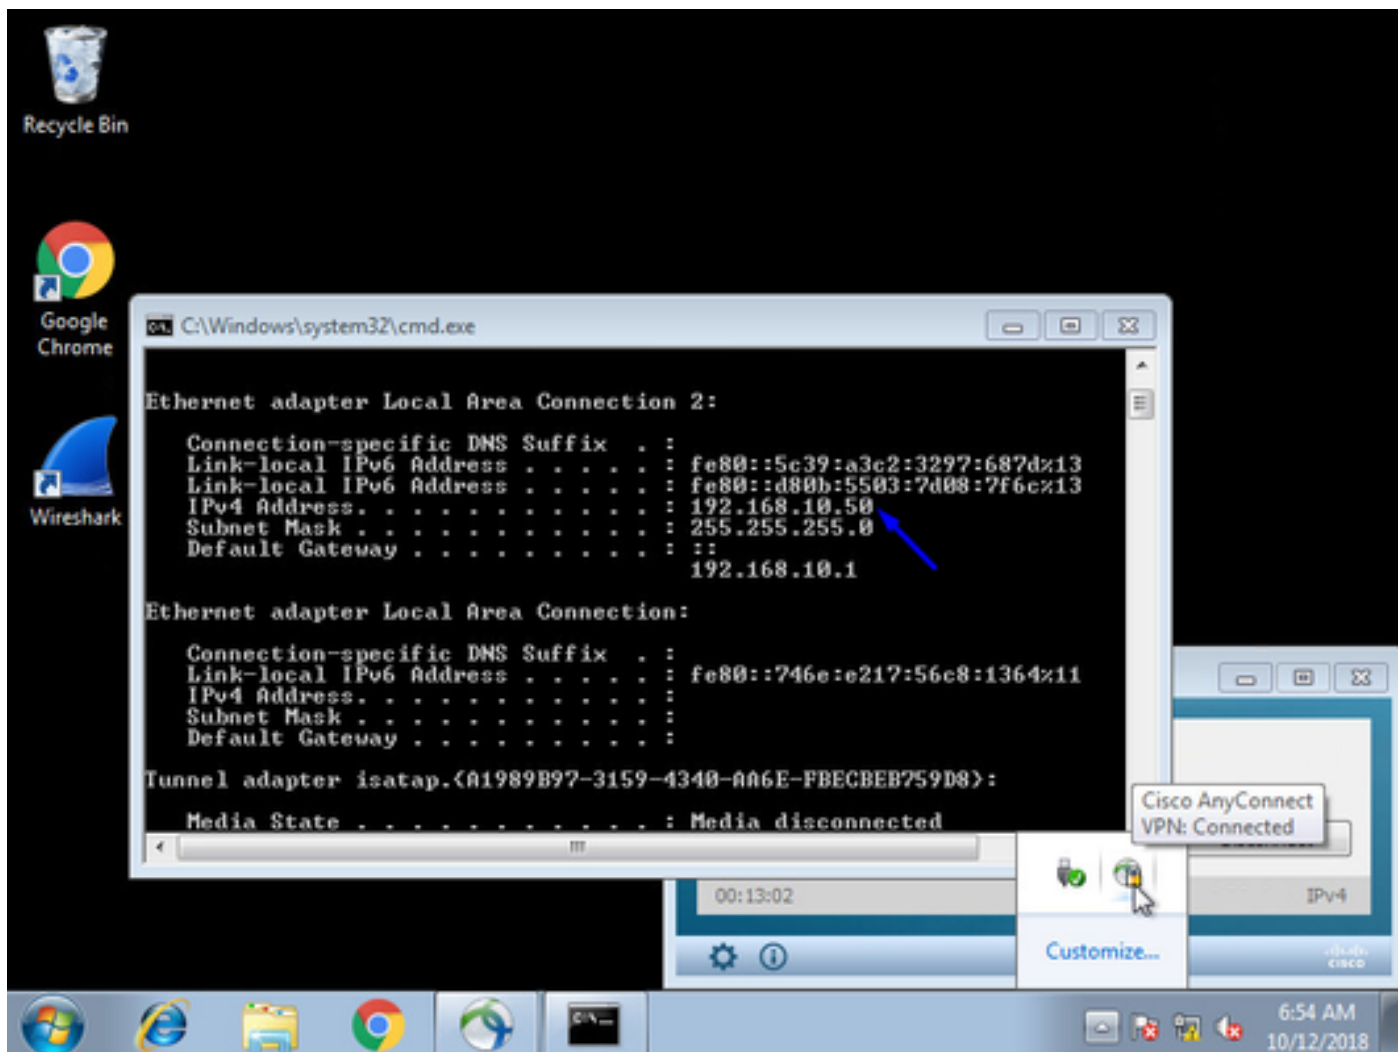 Recycle Bin
Google
Chrome
Wireshark
C:\Windows\system32\cmd.exe
Ethernet adapter Local Area Connection 2:
Connection-specific DNS Suffix . :
Link-local IPv6 Address . . . . . : fe80::5c39:a3c2:3297:687d%13
Link-local IPv6 Address . . . . . : fe80::d80b:5503:7d08:7f6c%13
IPv4 Address. . . . . . . . . . . : 192.168.10.50
Subnet Mask . . . . . . . . . . . : 255.255.255.0
Default Gateway . . . . . . . . . : ::
192.168.10.1
Ethernet adapter Local Area Connection:
Connection-specific DNS Suffix . :
Link-local IPv6 Address . . . . . : fe80::746e:e217:56c8:1364%11
IPv4 Address. . . . . . . . . . . :
Subnet Mask . . . . . . . . . . . :
Default Gateway . . . . . . . . . :
Tunnel adapter isatap.{A1989B97-3159-4340-AA6E-FBECBEB759D8}:
Media State . . . . . . . . . . . : Media disconnected
Cisco AnyConnect
VPN: Connected
00:13:02
IPv4
Customize...
CISCO
6:54 AM
10/12/2018